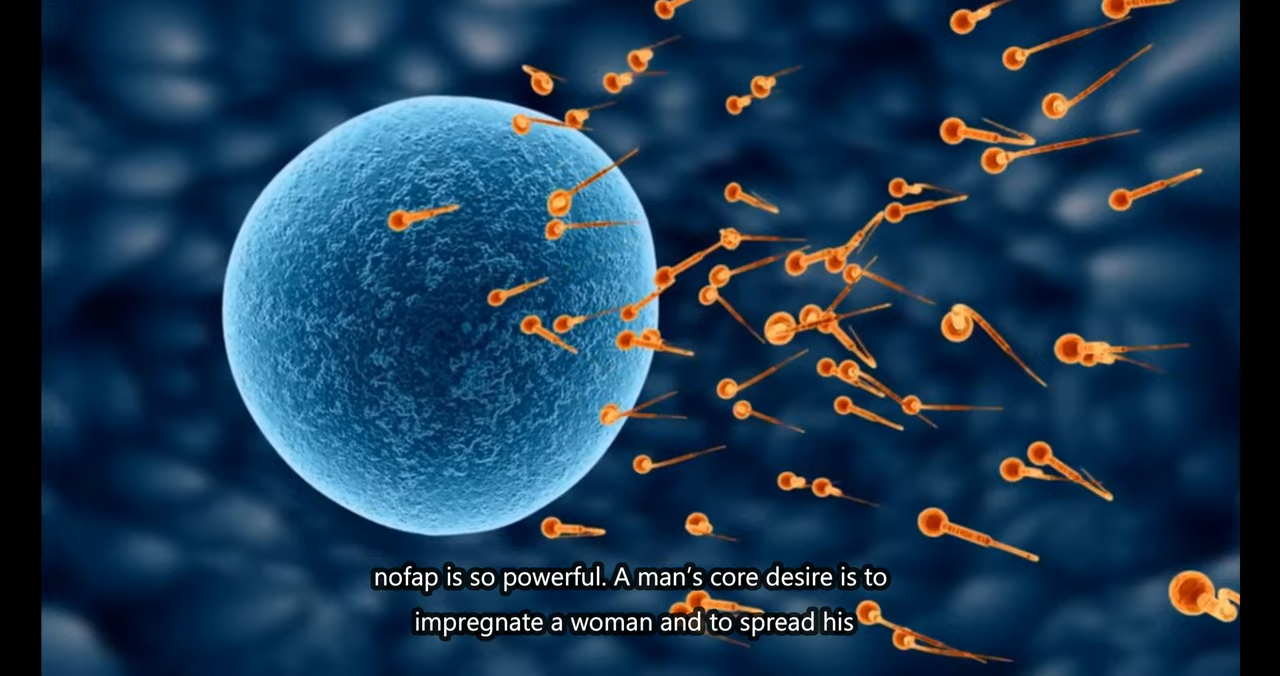 nofap is so powerful. A man’s core desire is to
impregnate a woman and to spread his